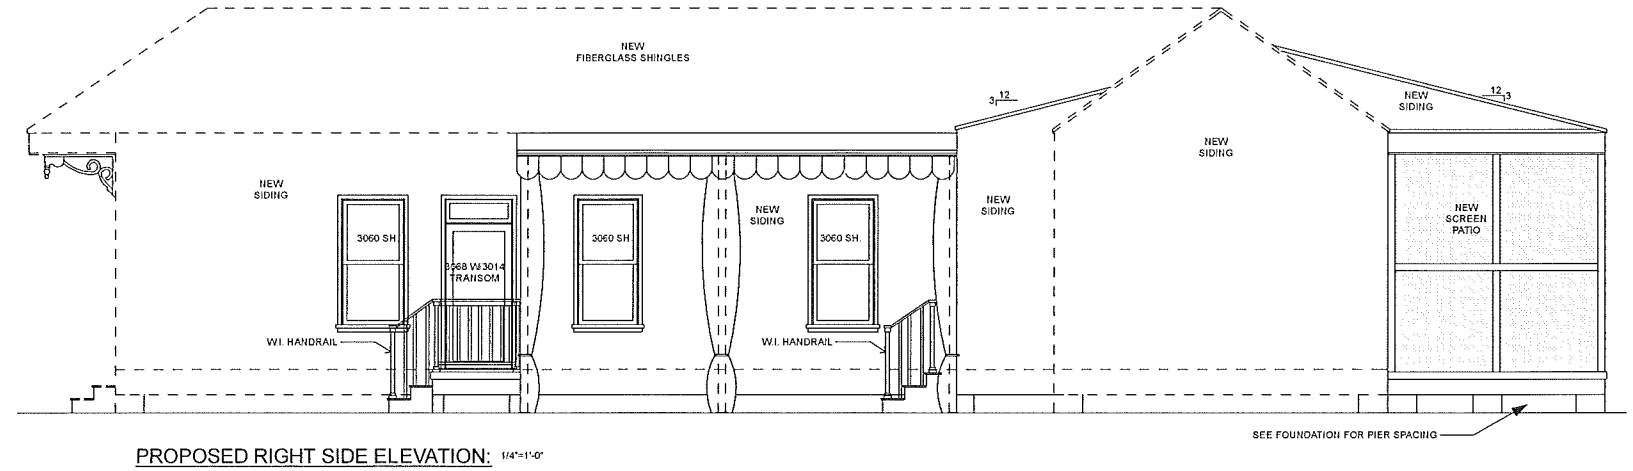 NEW
FIBERGLASS SHINGLES
12
3
12
3
NEW
SIDING
NEW
SIDING
NEW
SIDING
NEW
SIDING
NEW
SIDING
NEW
SCREEN
PATIO
3060 SH.
3060 SH.
3060 SH.
3068 W/3014
TRANSOM
W.I. HANDRAIL
W.I. HANDRAIL
SEE FOUNDATION FOR PIER SPACING
PROPOSED RIGHT SIDE ELEVATION: 1/4"=1'-0"